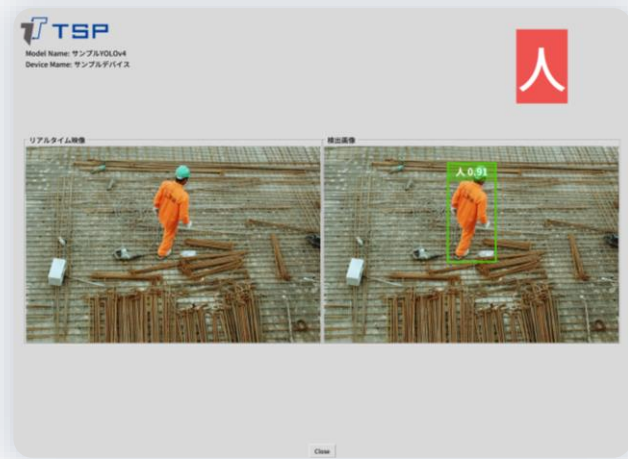 TSP
Model Name: サンプルYOLOv4
Device Mame: サンプルデバイス
人
リアルタイム映像
検出画像
人 0.91
Close